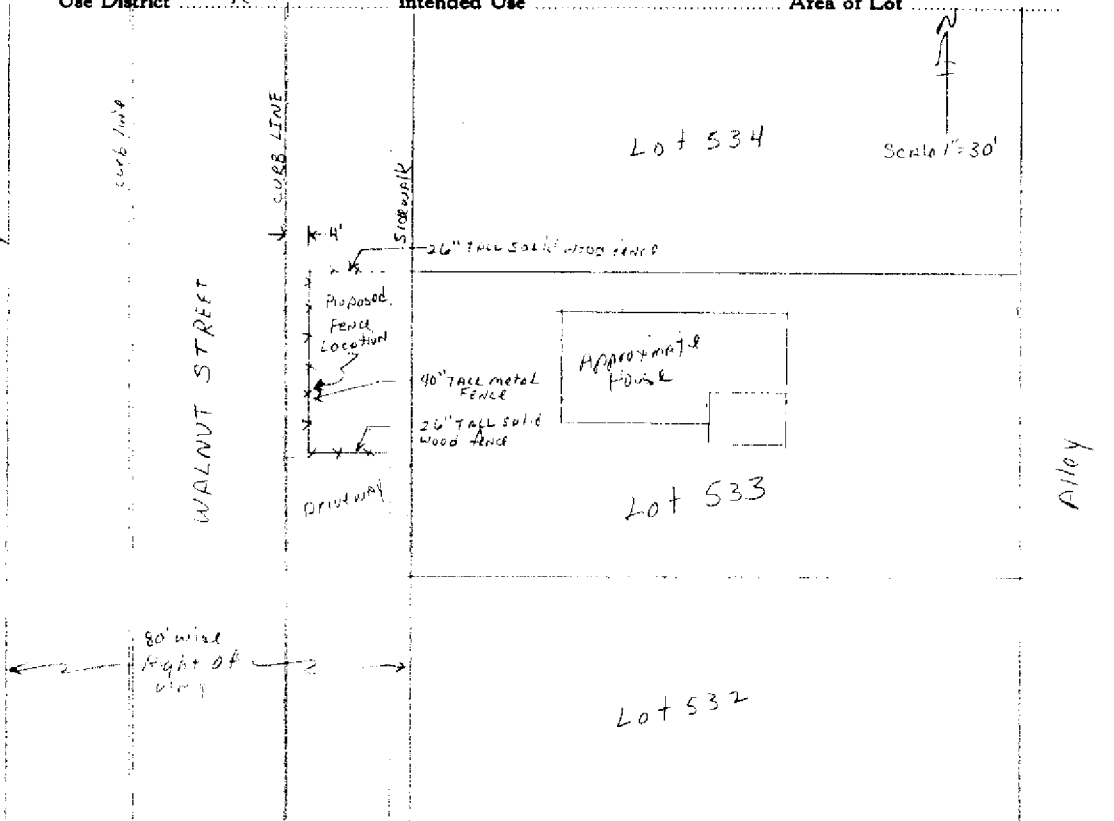 Use District Intended Use Area of Lot
N
curb line
CURB LINE
SIDEWALK
Lot 534
Scale 1"=30'
4'
26" TALL SOLID WOOD FENCE
WALNUT STREET
Proposed
Fence
Location
Approximate
House
40" TALL metal
FENCE
26" TALL Solid
Wood fence
DRIVEWAY
Lot 533
Alley
80' wide
Right of
way
Lot 532